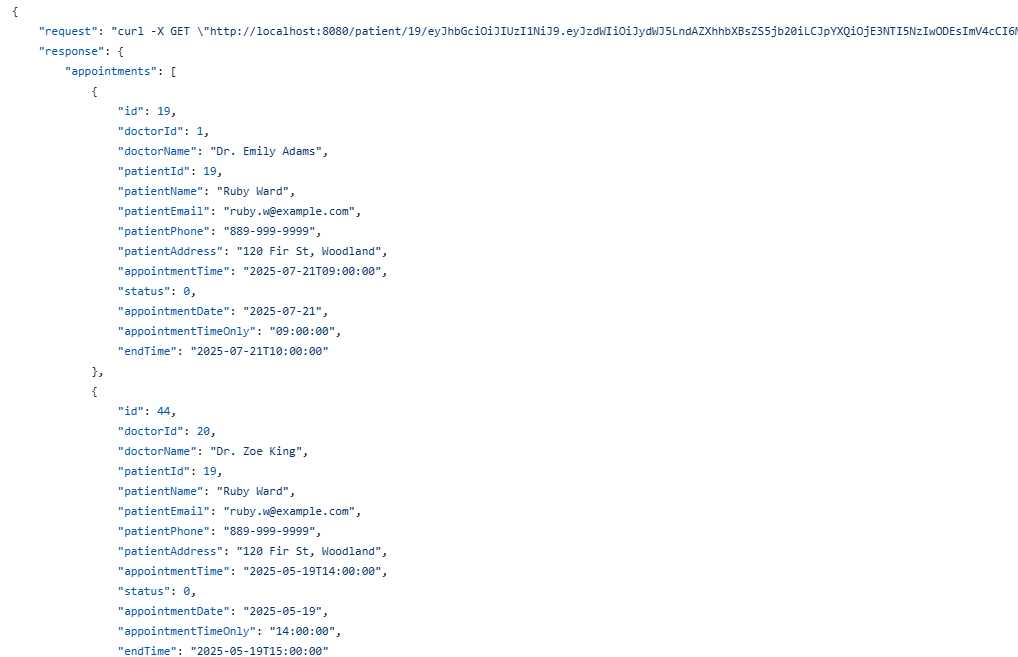 {
    "request": "curl -X GET \"http://localhost:8080/patient/19/eyJhbGciOiJIUzI1NiJ9.eyJzdWIiOiJydWJ5LndAZXhhbXBsZS5jb20iLCJpYXQiOjE3NTI5NzIwODEsImV4cCI6M
    "response": {
        "appointments": [
            {
                "id": 19,
                "doctorId": 1,
                "doctorName": "Dr. Emily Adams",
                "patientId": 19,
                "patientName": "Ruby Ward",
                "patientEmail": "ruby.w@example.com",
                "patientPhone": "889-999-9999",
                "patientAddress": "120 Fir St, Woodland",
                "appointmentTime": "2025-07-21T09:00:00",
                "status": 0,
                "appointmentDate": "2025-07-21",
                "appointmentTimeOnly": "09:00:00",
                "endTime": "2025-07-21T10:00:00"
            },
            {
                "id": 44,
                "doctorId": 20,
                "doctorName": "Dr. Zoe King",
                "patientId": 19,
                "patientName": "Ruby Ward",
                "patientEmail": "ruby.w@example.com",
                "patientPhone": "889-999-9999",
                "patientAddress": "120 Fir St, Woodland",
                "appointmentTime": "2025-05-19T14:00:00",
                "status": 0,
                "appointmentDate": "2025-05-19",
                "appointmentTimeOnly": "14:00:00",
                "endTime": "2025-05-19T15:00:00"